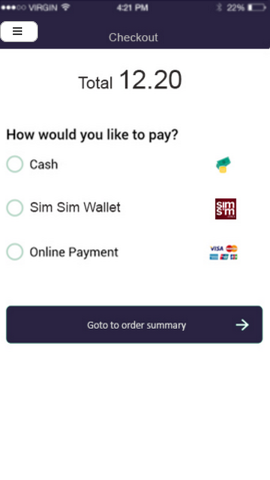 VIRGIN 4:21 PM 22%
Checkout
Total 12.20
How would you like to pay?
Cash
Sim Sim Wallet
sim
sim
Online Payment
VISA
Goto to order summary